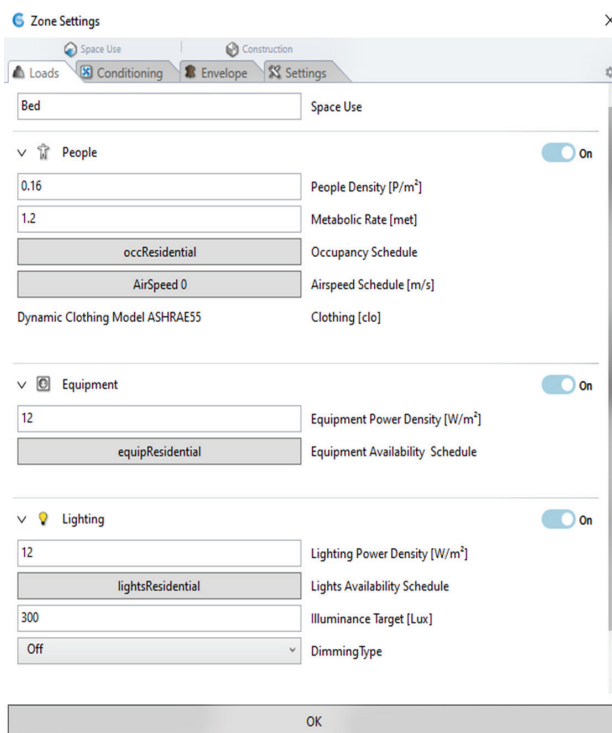 Zone Settings
Space Use Construction
Loads Conditioning Envelope Settings
Bed Space Use
People On
0.16 People Density [P/m²]
1.2 Metabolic Rate [met]
occResidential Occupancy Schedule
AirSpeed 0 Airspeed Schedule [m/s]
Dynamic Clothing Model ASHRAE55 Clothing [clo]
Equipment On
12 Equipment Power Density [W/m²]
equipResidential Equipment Availability Schedule
Lighting On
12 Lighting Power Density [W/m²]
lightsResidential Lights Availability Schedule
300 Illuminance Target [Lux]
Off DimmingType
OK